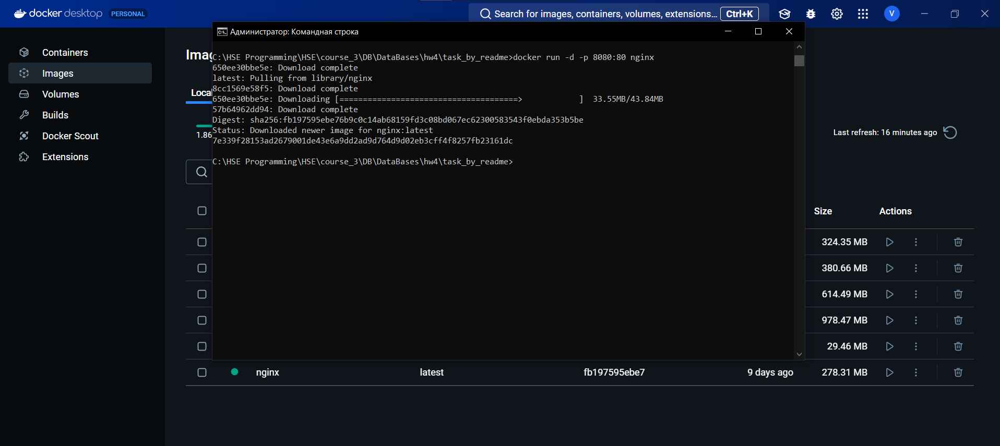 docker desktop PERSONAL
Search for images, containers, volumes, extensions... Ctrl+K
V
Администратор: Командная строка
Containers
Images
Volumes
Builds
Docker Scout
Extensions
C:\HSE Programming\HSE\course_3\DB\DataBases\hw4\task_by_readme>docker run -d -p 8080:80 nginx
650ee30bbe5e: Download complete
latest: Pulling from library/nginx
8cc1569e58f5: Download complete
650ee30bbe5e: Downloading [======================================>            ]  33.55MB/43.84MB
57b64962dd94: Download complete
Digest: sha256:fb197595ebe76b9c0c14ab68159fd3c08bd067ec62300583543f0ebda353b5be
Status: Downloaded newer image for nginx:latest
7e339f28153ad2679001de43e6a9dd2ad9d764d9d02eb3cff4f8257fb23161dc
C:\HSE Programming\HSE\course_3\DB\DataBases\hw4\task_by_readme>
1.86
Last refresh: 16 minutes ago
Size Actions
324.35 MB
380.66 MB
614.49 MB
978.47 MB
29.46 MB
nginx latest fb197595ebe7 9 days ago 278.31 MB